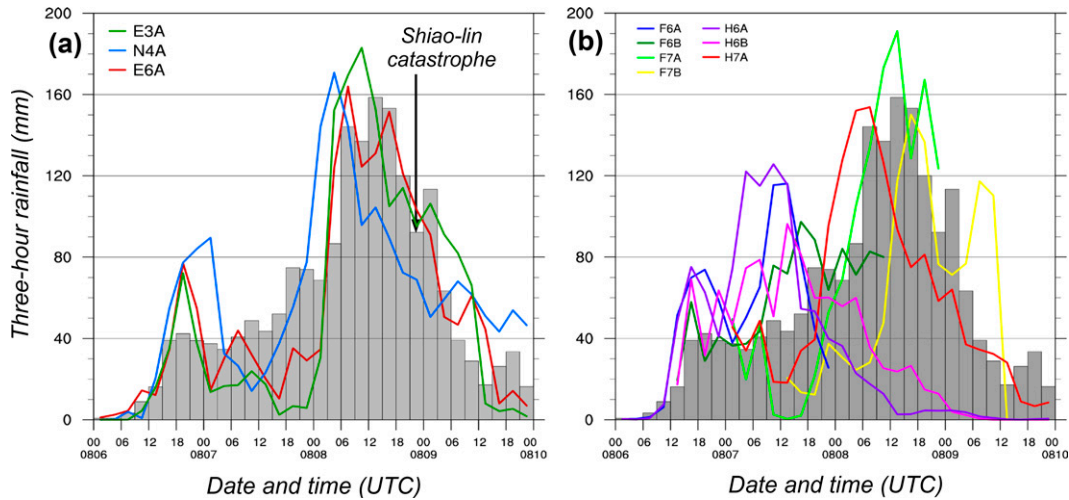 Three-hour rainfall (mm)
200
160
120
80
40
0
(a)
E3A
N4A
E6A
Shiao-lin
catastrophe
00 06 12 18 00 06 12 18 00 06 12 18 00 06 12 18 00
0806 0807 0808 0809 0810
Date and time (UTC)
200
160
120
80
40
0
(b)
F6A H6A
F6B H6B
F7A H7A
F7B
00 06 12 18 00 06 12 18 00 06 12 18 00 06 12 18 00
0806 0807 0808 0809 0810
Date and time (UTC)